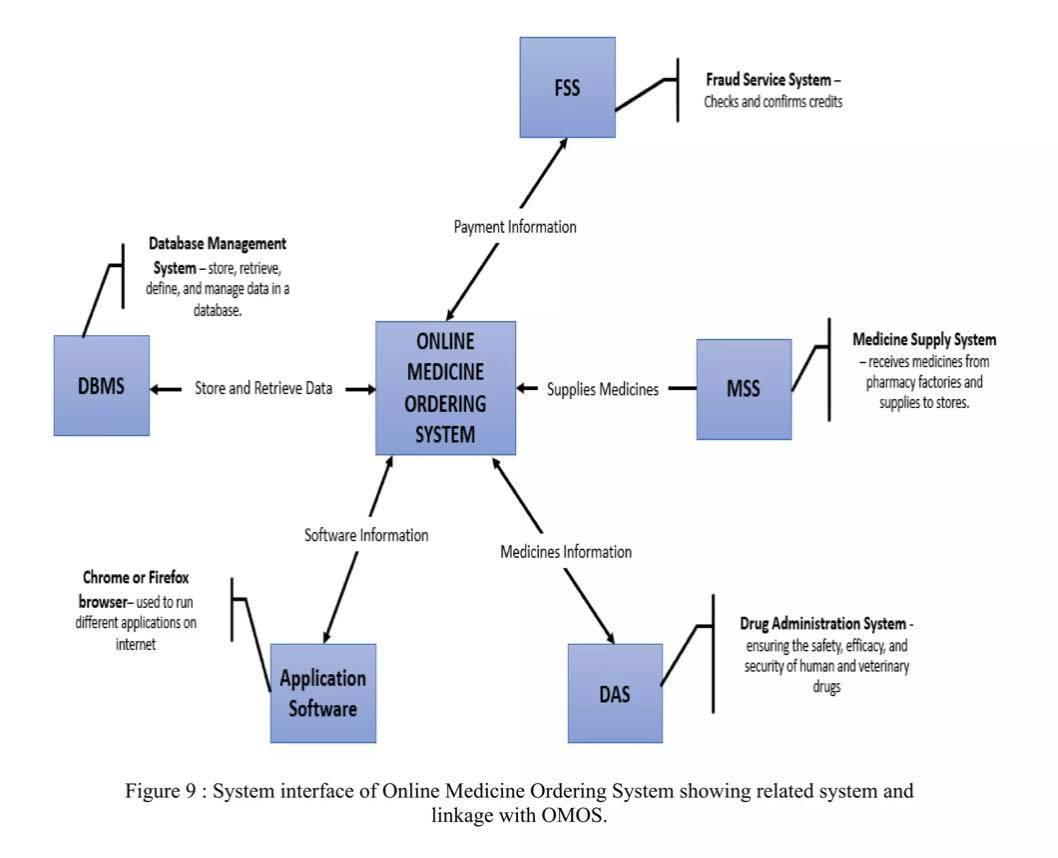 FSS
Fraud Service System –
Checks and confirms credits
Payment Information
Database Management
System – store, retrieve,
define, and manage data in a
database.
DBMS
Store and Retrieve Data
ONLINE
MEDICINE
ORDERING
SYSTEM
Supplies Medicines
MSS
Medicine Supply System
– receives medicines from
pharmacy factories and
supplies to stores.
Software Information
Medicines Information
Chrome or Firefox
browser– used to run
different applications on
internet
Application
Software
DAS
Drug Administration System -
ensuring the safety, efficacy, and
security of human and veterinary
drugs
Figure 9 : System interface of Online Medicine Ordering System showing related system and
linkage with OMOS.